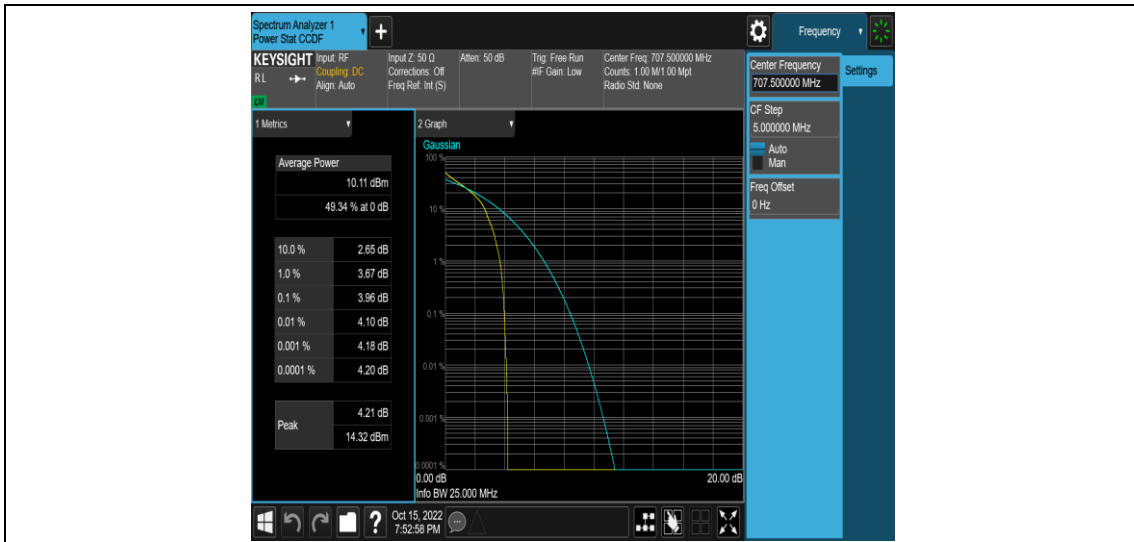 Spectrum Analyzer 1
Power Stat CCDF
+
Frequency
KEYSIGHT
RL
LXI
Input: RF
Coupling: DC
Align: Auto
Input Z: 50 Ω
Corrections: Off
Freq Ref: Int (S)
Atten: 50 dB
Trig: Free Run
#IF Gain: Low
Center Freq: 707.500000 MHz
Counts: 1.00 M/1.00 Mpt
Radio Std: None
Center Frequency
707.500000 MHz
Settings
CF Step
5.000000 MHz
Auto
Man
Freq Offset
0 Hz
1 Metrics
Average Power
10.11 dBm
49.34 % at 0 dB
10.0 % 2.65 dB
1.0 % 3.67 dB
0.1 % 3.96 dB
0.01 % 4.10 dB
0.001 % 4.18 dB
0.0001 % 4.20 dB
Peak
4.21 dB
14.32 dBm
2 Graph
Gaussian
100 %
10 %
1 %
0.1 %
0.01 %
0.001 %
0.0001 %
0.00 dB 20.00 dB
Info BW 25.000 MHz
?
Oct 15, 2022
7:52:58 PM